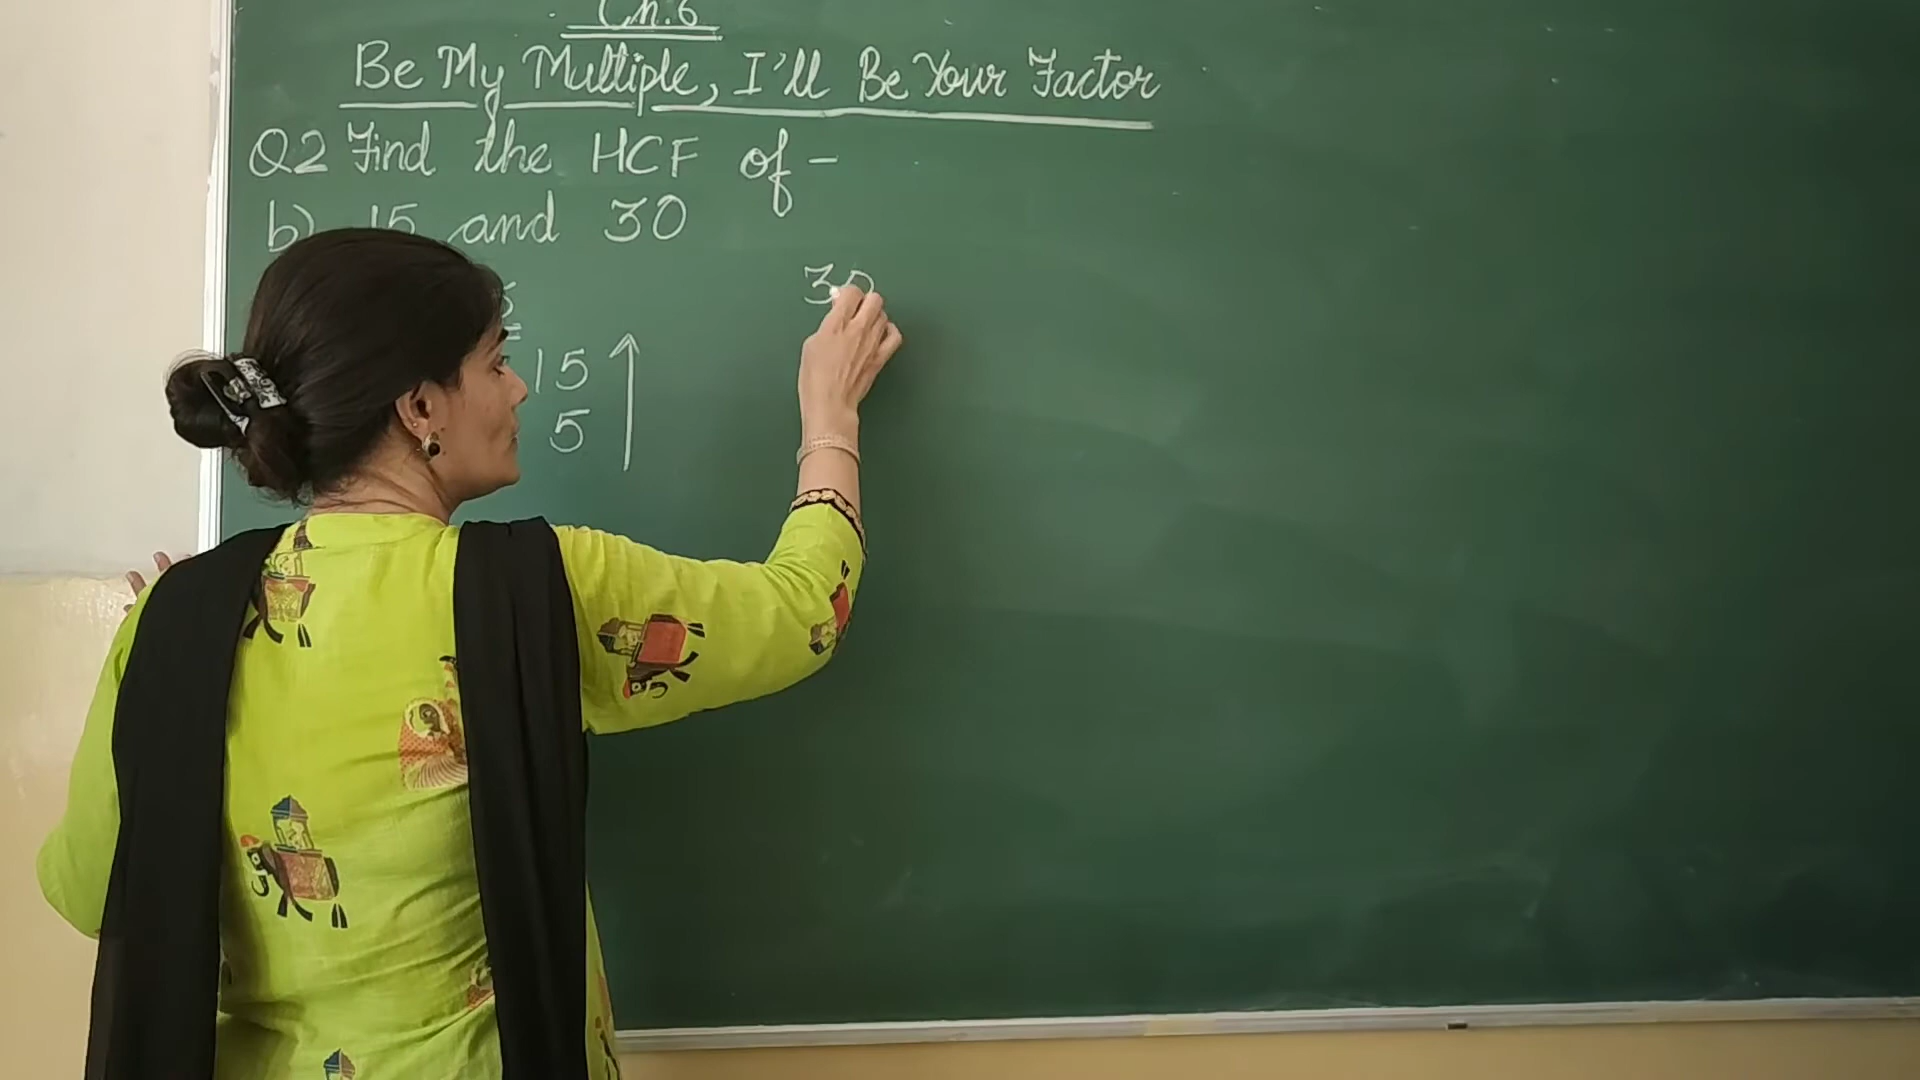 Ch.6
Be My Multiple, I'll Be Your Factor
Q2 Find the HCF of -
b) 15 and 30
30
15
5